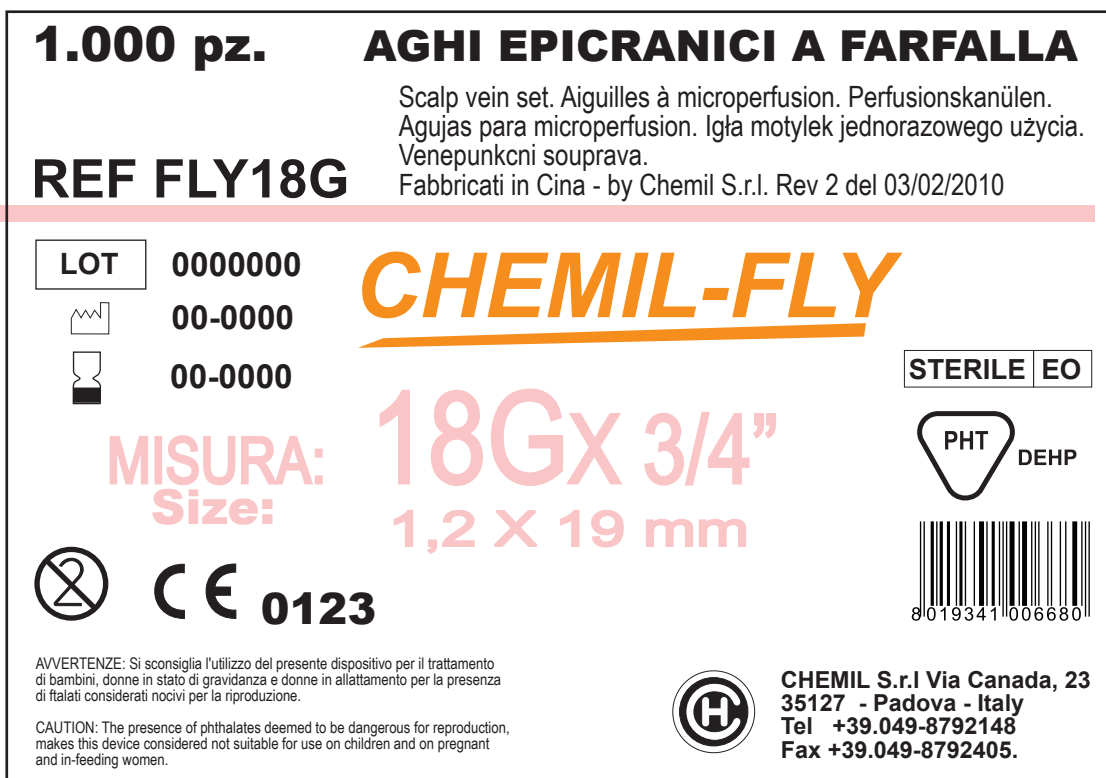 1.000 pz.
AGHI EPICRANICI A FARFALLA
Scalp vein set. Aiguilles à microperfusion. Perfusionskanülen.
Agujas para microperfusion. Igła motylek jednorazowego użycia.
Venepunkcni souprava.
Fabbricati in Cina - by Chemil S.r.l. Rev 2 del 03/02/2010
REF FLY18G
LOT 0000000
00-0000
00-0000
CHEMIL-FLY
STERILE EO
PHT
DEHP
MISURA: 18Gx 3/4”
Size:
1,2 X 19 mm
2
CE 0123
8 019341 006680
AVVERTENZE: Si sconsiglia l'utilizzo del presente dispositivo per il trattamento
di bambini, donne in stato di gravidanza e donne in allattamento per la presenza
di ftalati considerati nocivi per la riproduzione.
CAUTION: The presence of phthalates deemed to be dangerous for reproduction,
makes this device considered not suitable for use on children and on pregnant
and in-feeding women.
CH
CHEMIL S.r.l Via Canada, 23
35127 - Padova - Italy
Tel +39.049-8792148
Fax +39.049-8792405.